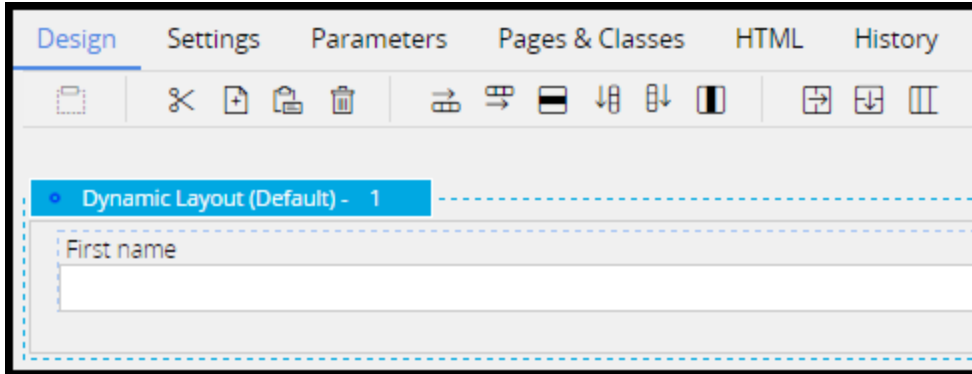 Design Settings Parameters Pages & Classes HTML History
Dynamic Layout (Default) - 1
First name